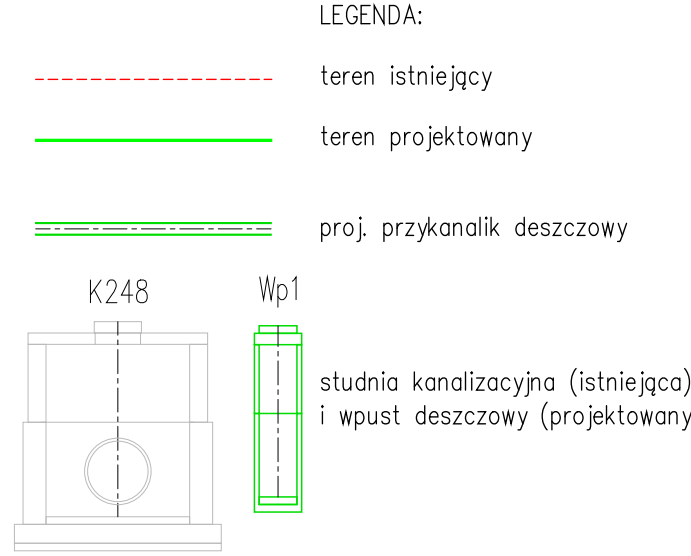 LEGENDA:
teren istniejący
teren projektowany
proj. przykanalik deszczowy
K248
Wp1
studnia kanalizacyjna (istniejąca)
i wpust deszczowy (projektowany